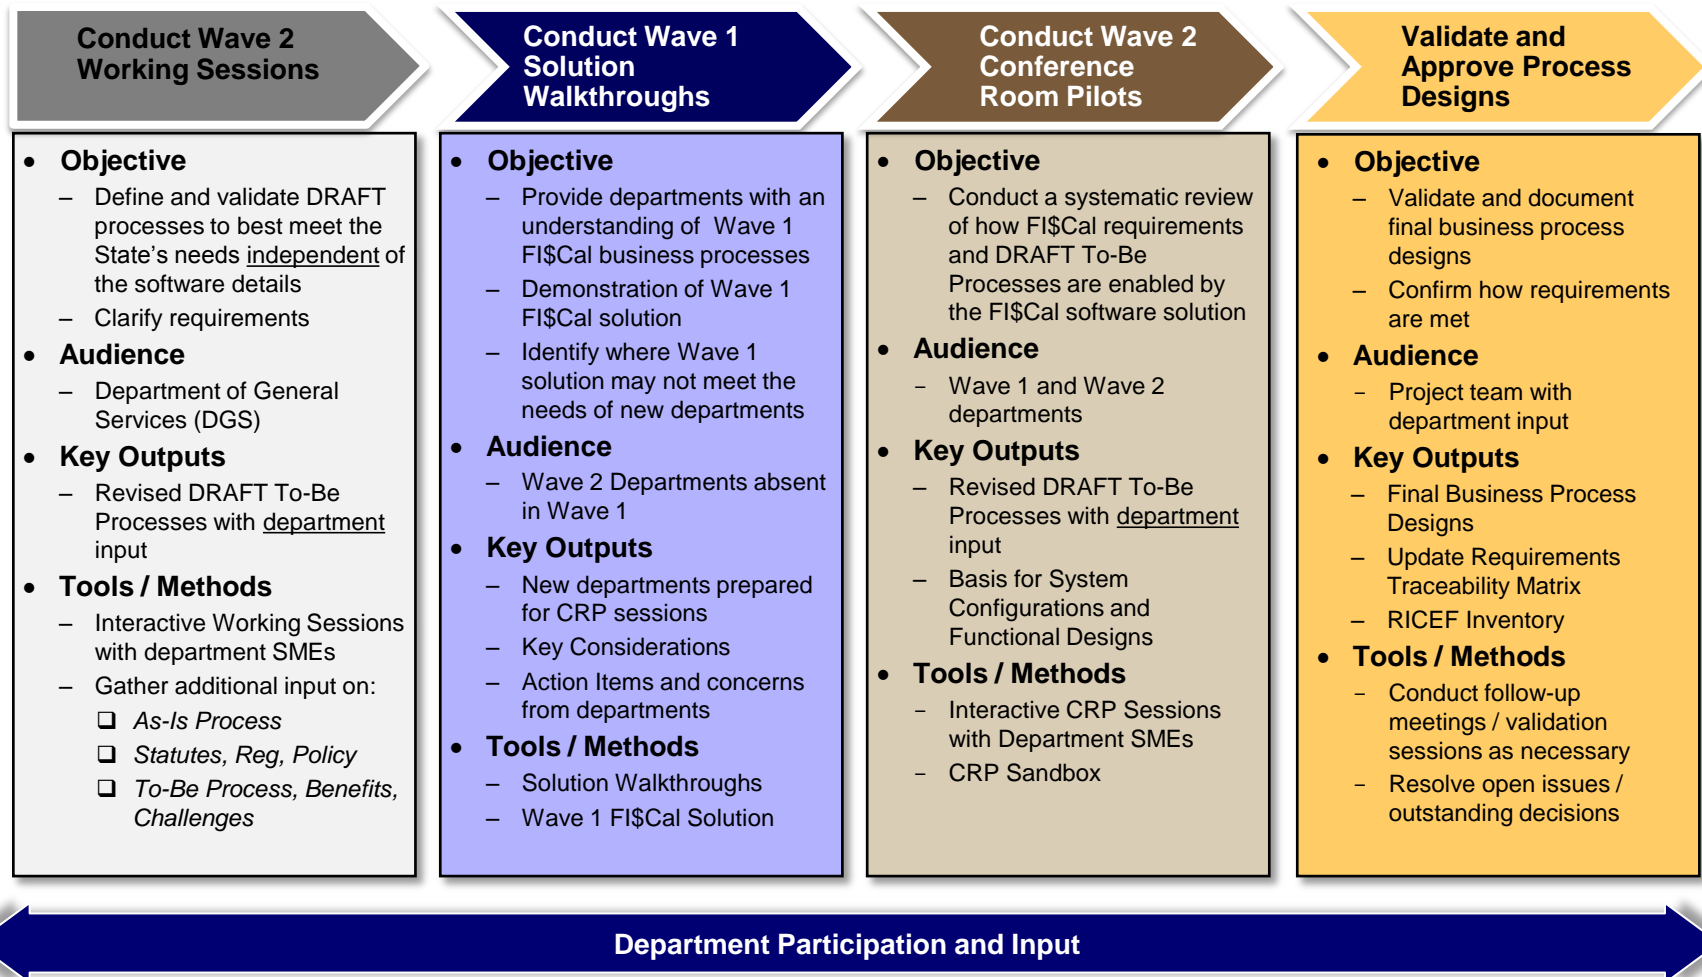 Conduct Wave 2
Working Sessions
• Objective
– Define and validate DRAFT
processes to best meet the
State's needs independent of
the software details
– Clarify requirements
• Audience
– Department of General
Services (DGS)
• Key Outputs
– Revised DRAFT To-Be
Processes with department
input
• Tools / Methods
– Interactive Working Sessions
with department SMEs
– Gather additional input on:
❑ As-Is Process
❑ Statutes, Reg, Policy
❑ To-Be Process, Benefits,
Challenges
Conduct Wave 1
Solution
Walkthroughs
• Objective
– Provide departments with an
understanding of Wave 1
FI$Cal business processes
– Demonstration of Wave 1
FI$Cal solution
– Identify where Wave 1
solution may not meet the
needs of new departments
• Audience
– Wave 2 Departments absent
in Wave 1
• Key Outputs
– New departments prepared
for CRP sessions
– Key Considerations
– Action Items and concerns
from departments
• Tools / Methods
– Solution Walkthroughs
– Wave 1 FI$Cal Solution
Conduct Wave 2
Conference
Room Pilots
• Objective
– Conduct a systematic review
of how FI$Cal requirements
and DRAFT To-Be
Processes are enabled by
the FI$Cal software solution
• Audience
- Wave 1 and Wave 2
departments
• Key Outputs
– Revised DRAFT To-Be
Processes with department
input
– Basis for System
Configurations and
Functional Designs
• Tools / Methods
- Interactive CRP Sessions
with Department SMEs
- CRP Sandbox
Validate and
Approve Process
Designs
• Objective
– Validate and document
final business process
designs
– Confirm how requirements
are met
• Audience
- Project team with
department input
• Key Outputs
– Final Business Process
Designs
– Update Requirements
Traceability Matrix
– RICEF Inventory
• Tools / Methods
- Conduct follow-up
meetings / validation
sessions as necessary
- Resolve open issues /
outstanding decisions
Department Participation and Input